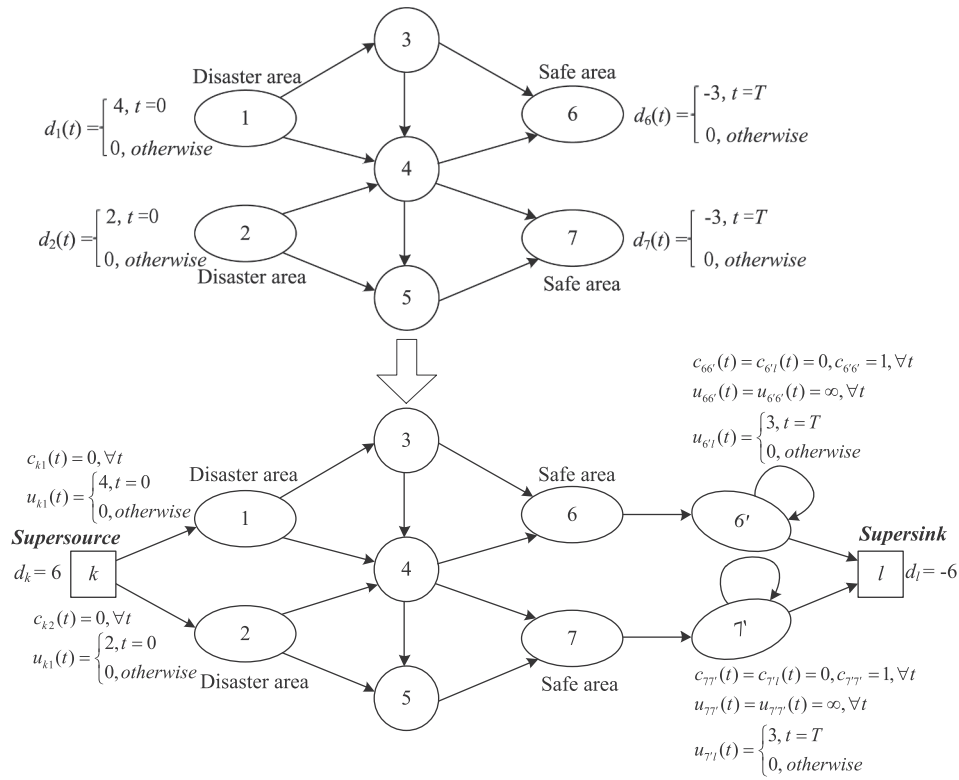 3
Disaster area
Safe area
d₁(t) = { 4, t=0
0, otherwise
1
6
d₆(t) = { -3, t=T
0, otherwise
4
d₂(t) = { 2, t=0
0, otherwise
2
7
d₇(t) = { -3, t=T
0, otherwise
Disaster area
Safe area
5
c₆₆′(t) = c₆′l(t) = 0, c₆′₆′ = 1, ∀t
u₆₆′(t) = u₆′₆′(t) = ∞, ∀t
u₆′l(t) = { 3, t = T
0, otherwise
3
cₖ₁(t) = 0, ∀t
Disaster area
Safe area
uₖ₁(t) = { 4, t = 0
0, otherwise
1
6
6'
Supersource
Supersink
dₖ = 6
k
4
l
dₗ = -6
cₖ₂(t) = 0, ∀t
uₖ₁(t) = { 2, t = 0
0, otherwise
2
7
7'
Disaster area
Safe area
5
c₇₇′(t) = c₇′l(t) = 0, c₇′₇′ = 1, ∀t
u₇₇′(t) = u₇′₇′(t) = ∞, ∀t
u₇′l(t) = { 3, t = T
0, otherwise